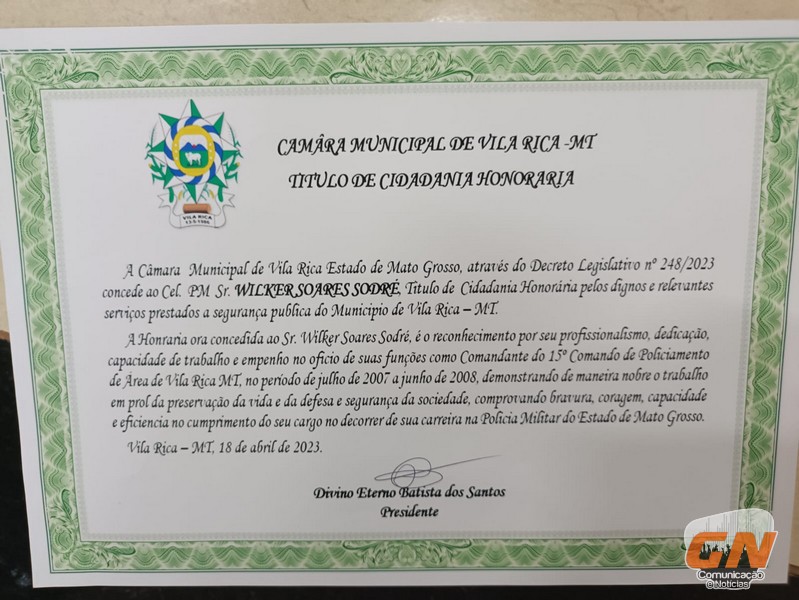 CAMÂRA MUNICIPAL DE VILA RICA -MT
TITULO DE CIDADANIA HONORARIA
VILA RICA
13-5-1986
A Câmara Municipal de Vila Rica Estado de Mato Grosso, através do Decreto Legislativo nº 248/2023
concede ao Cel. PM Sr. WILKER SOARES SODRÉ, Titulo de Cidadania Honorária pelos dignos e relevantes
serviços prestados a segurança publica do Municipio de Vila Rica – MT.
A Honraria ora concedida ao Sr. Wilker Soares Sodré, é o reconhecimento por seu profissionalismo, dedicação,
capacidade de trabalho e empenho no oficio de suas funções como Comandante do 15º Comando de Policiamento
de Área de Vila Rica MT, no período de julho de 2007 a junho de 2008, demonstrando de maneira nobre o trabalho
em prol da preservação da vida e da defesa e segurança da sociedade, comprovando bravura, coragem, capacidade
e eficiencia no cumprimento do seu cargo no decorrer de sua carreira na Policia Militar do Estado de Mato Grosso.
Vila Rica – MT, 18 de abril de 2023.
Divino Eterno Batista dos Santos
Presidente
GN
Comunicação
e Notícias